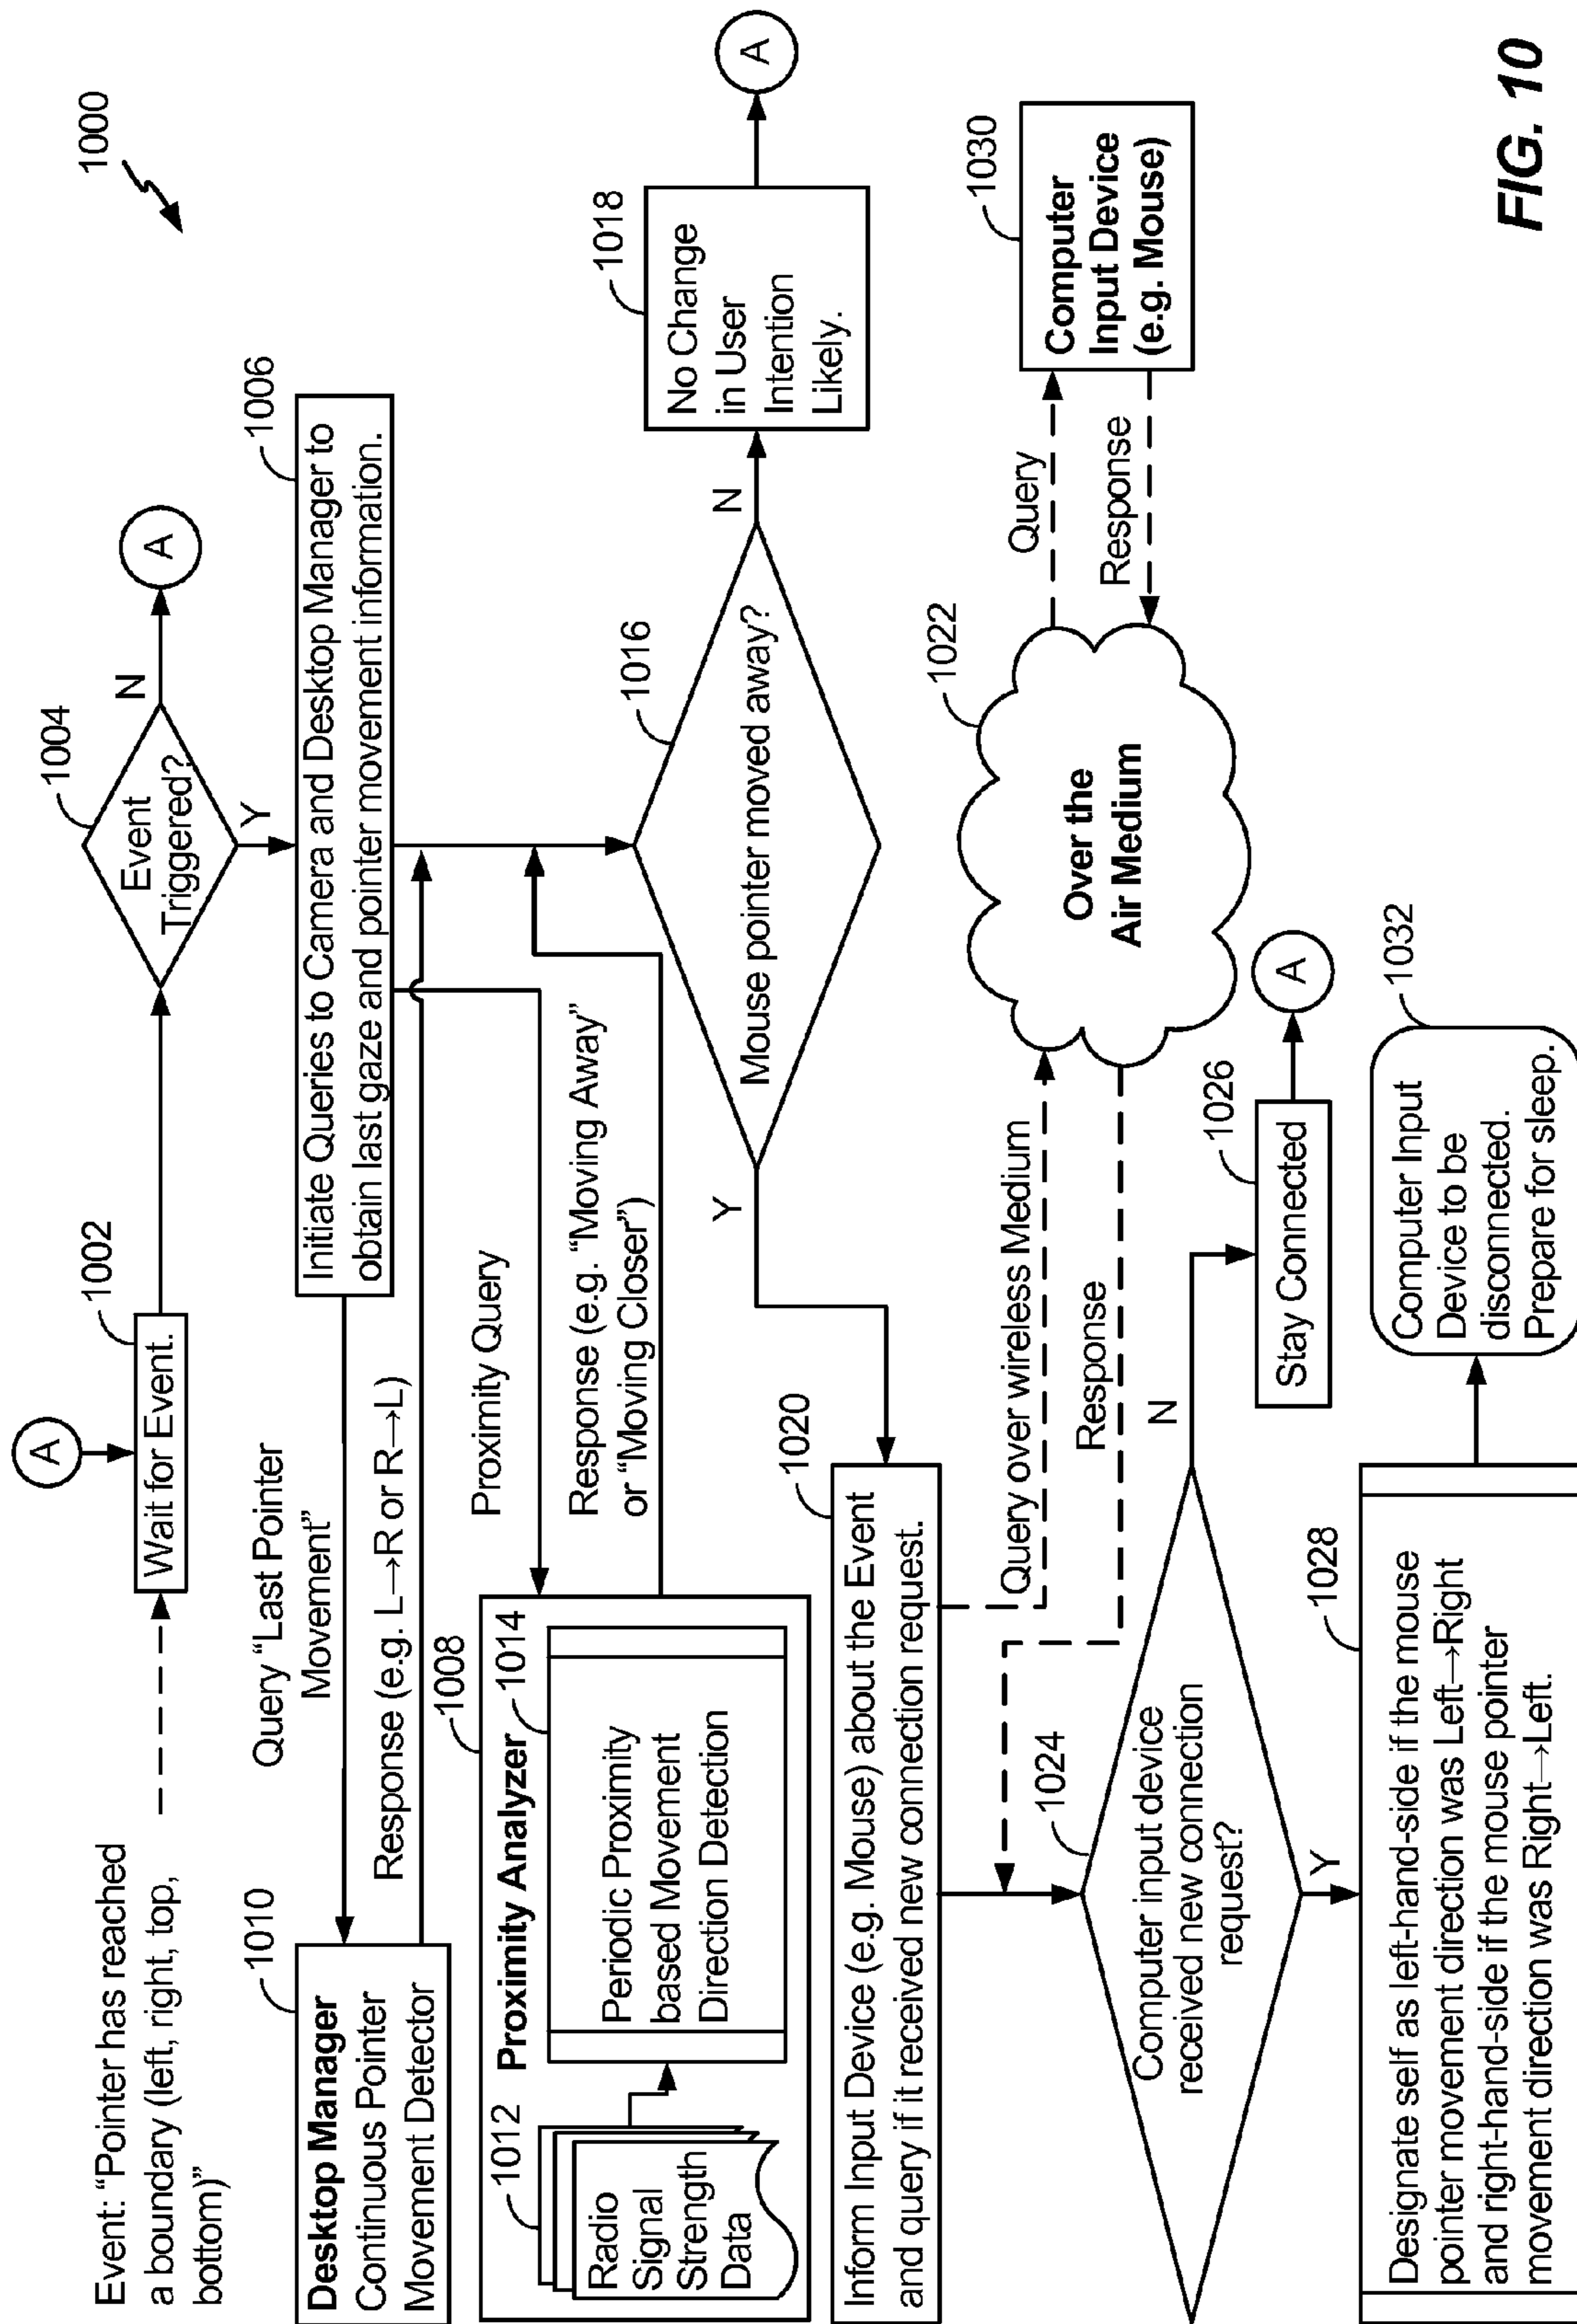 1000
A
Event: “Pointer has reached
a boundary (left, right, top,
bottom)”
1002
Wait for Event.
1004
Event
Triggered?
N
A
Y
1006
Initiate Queries to Camera and Desktop Manager to
obtain last gaze and pointer movement information.
Query “Last Pointer
Movement”
1010
Desktop Manager
Continuous Pointer
Movement Detector
Response (e.g. L→R or R→L)
Proximity Query
1008
Proximity Analyzer
1012
Radio
Signal
Strength
Data
1014
Periodic Proximity
based Movement
Direction Detection
Response (e.g. “Moving Away”
or “Moving Closer”)
1016
Mouse pointer moved away?
N
1018
No Change
in User
Intention
Likely.
A
Y
1020
Inform Input Device (e.g. Mouse) about the Event
and query if it received new connection request.
Query over wireless Medium
Response
1022
Over the
Air Medium
Query
Response
1030
Computer
Input Device
(e.g. Mouse)
1024
Computer input device
received new connection
request?
N
1026
Stay Connected
A
Y
1028
Designate self as left-hand-side if the mouse
pointer movement direction was Left→Right
and right-hand-side if the mouse pointer
movement direction was Right→Left.
1032
Computer Input
Device to be
disconnected.
Prepare for sleep.
FIG. 10